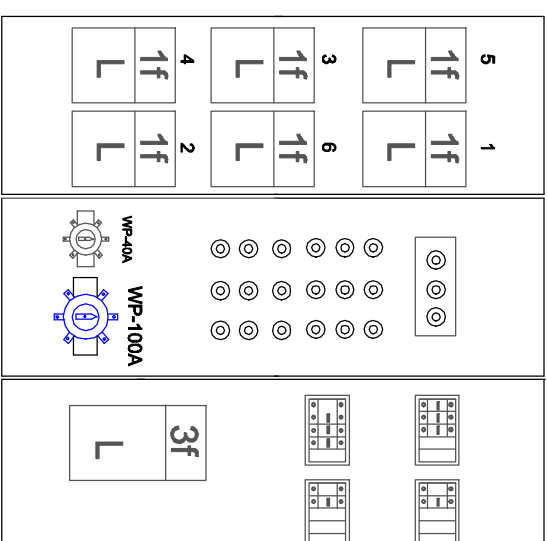 1f L 4
1f L 3
1f L 5
1f L 2
1f L 6
1f L 1
WP-40A
WP-100A
3f L